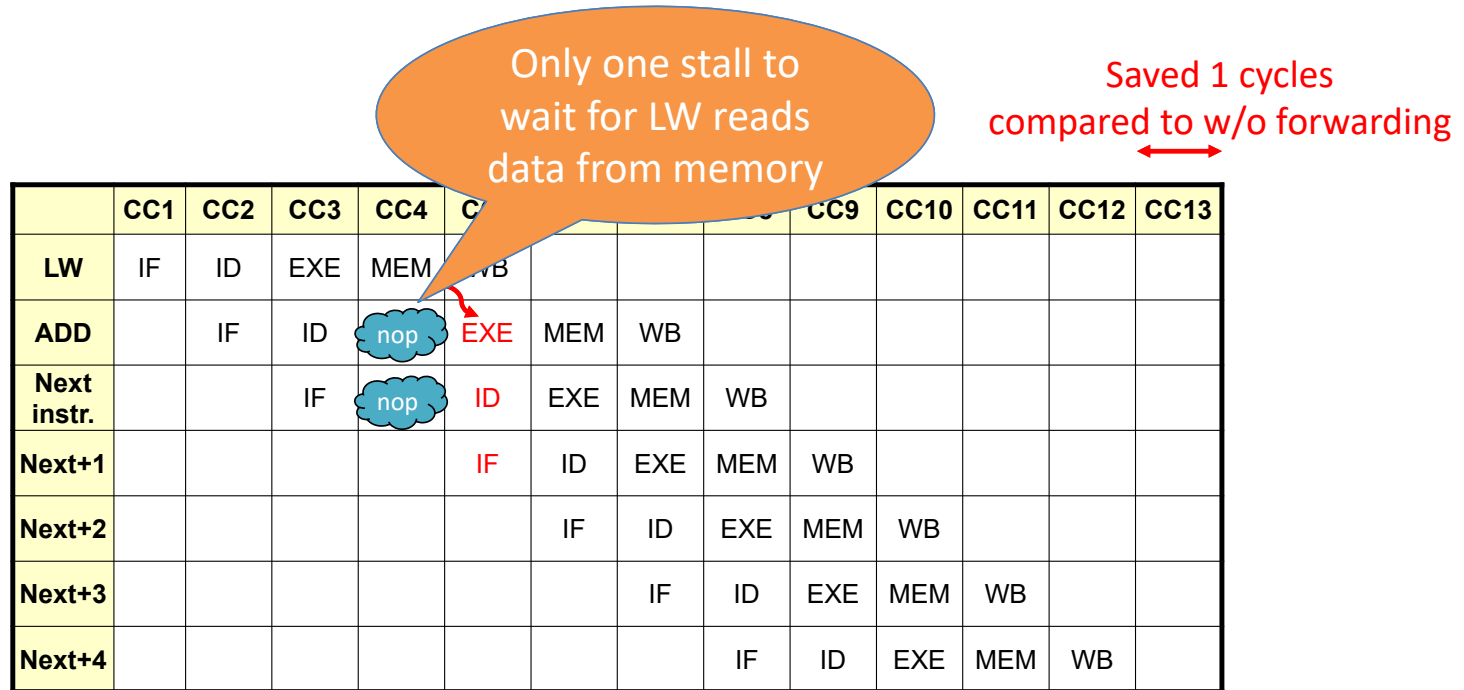 Only one stall to
wait for LW reads
data from memory
Saved 1 cycles
compared to w/o forwarding
CC1 CC2 CC3 CC4 CC9 CC10 CC11 CC12 CC13
LW IF ID EXE MEM WB
ADD IF ID nop EXE MEM WB
Next
instr. IF nop ID EXE MEM WB
Next+1 IF ID EXE MEM WB
Next+2 IF ID EXE MEM WB
Next+3 IF ID EXE MEM WB
Next+4 IF ID EXE MEM WB